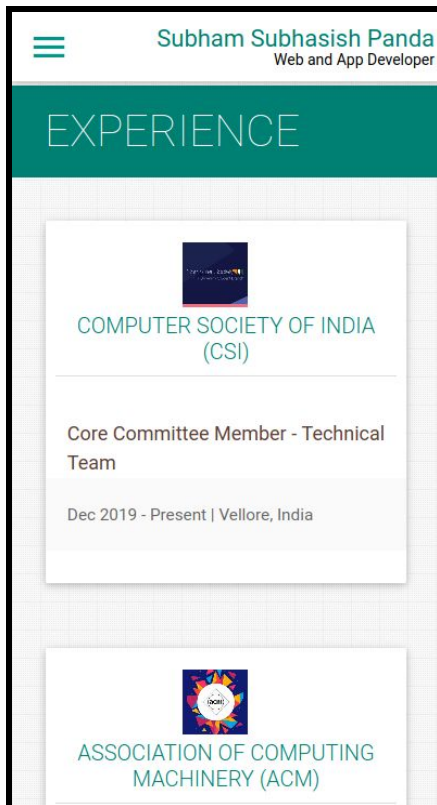 Subham Subhasish Panda
Web and App Developer
EXPERIENCE
COMPUTER SOCIETY OF INDIA
(CSI)
Core Committee Member - Technical
Team
Dec 2019 - Present | Vellore, India
acm
ASSOCIATION OF COMPUTING
MACHINERY (ACM)